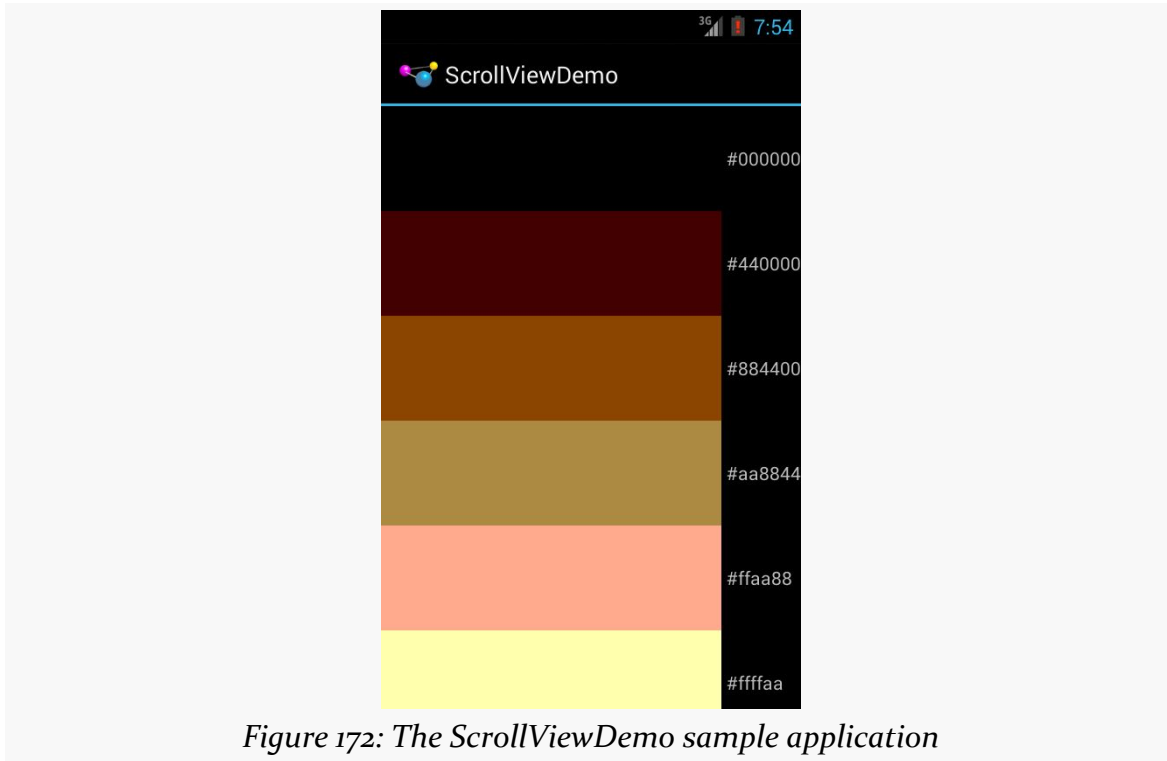 3G 7:54
ScrollViewDemo
#000000
#440000
#884400
#aa8844
#ffaa88
#ffffaa
Figure 172: The ScrollViewDemo sample application